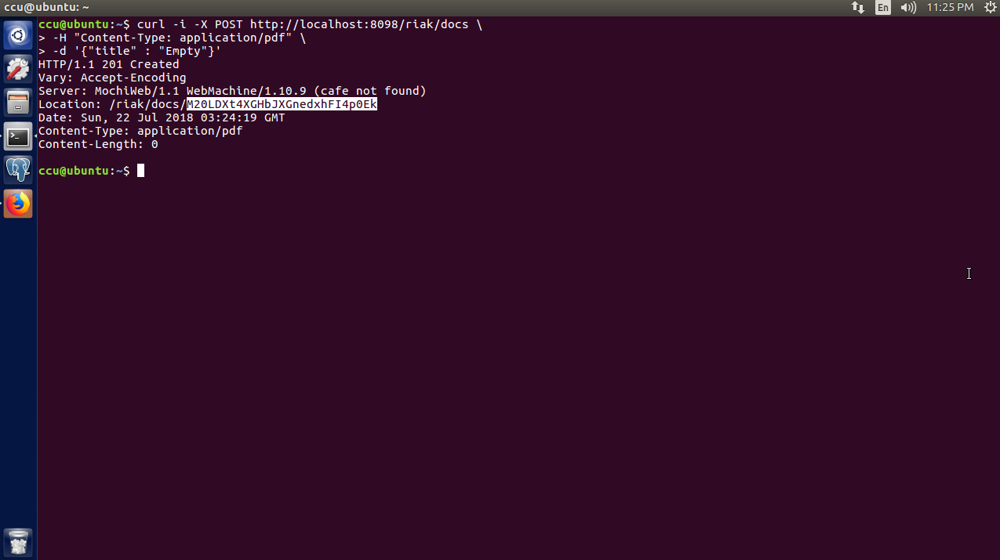 ccu@ubuntu: ~
En
11:25 PM
ccu@ubuntu:~$ curl -i -X POST http://localhost:8098/riak/docs \
> -H "Content-Type: application/pdf" \
> -d '{"title" : "Empty"}'
HTTP/1.1 201 Created
Vary: Accept-Encoding
Server: MochiWeb/1.1 WebMachine/1.10.9 (cafe not found)
Location: /riak/docs/M20LDXt4XGHbJXGnedxhFI4p0Ek
Date: Sun, 22 Jul 2018 03:24:19 GMT
Content-Type: application/pdf
Content-Length: 0
ccu@ubuntu:~$